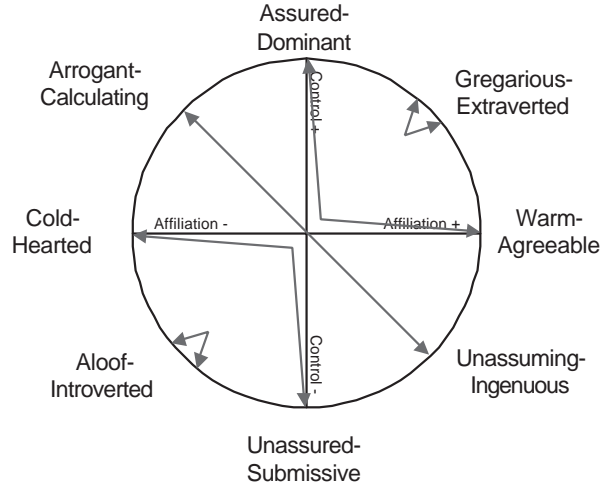 Assured-
Dominant
Arrogant-
Calculating
Gregarious-
Extraverted
Control +
Cold-
Hearted
Affiliation -
Affiliation +
Warm-
Agreeable
Control -
Aloof-
Introverted
Unassuming-
Ingenuous
Unassured-
Submissive